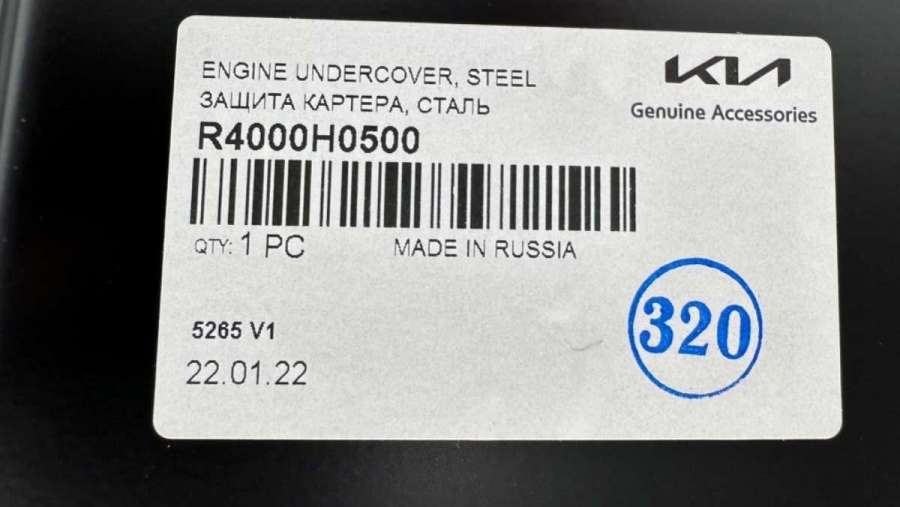 ENGINE UNDERCOVER, STEEL
ЗАЩИТА КАРТЕРА, СТАЛЬ
R4000H0500
KIA
Genuine Accessories
QTY: 1 PC MADE IN RUSSIA
5265 V1
22.01.22
320